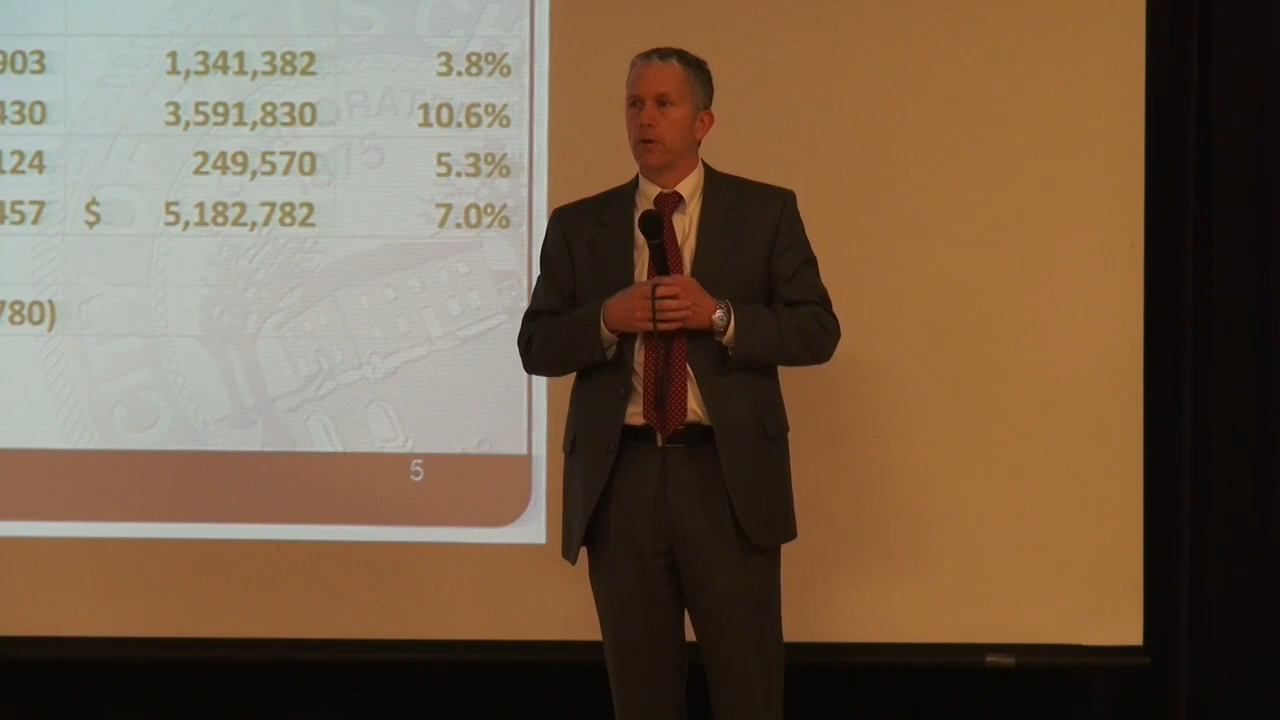 903 1,341,382 3.8%
430 3,591,830 10.6%
124 249,570 5.3%
457 $ 5,182,782 7.0%
780)
5